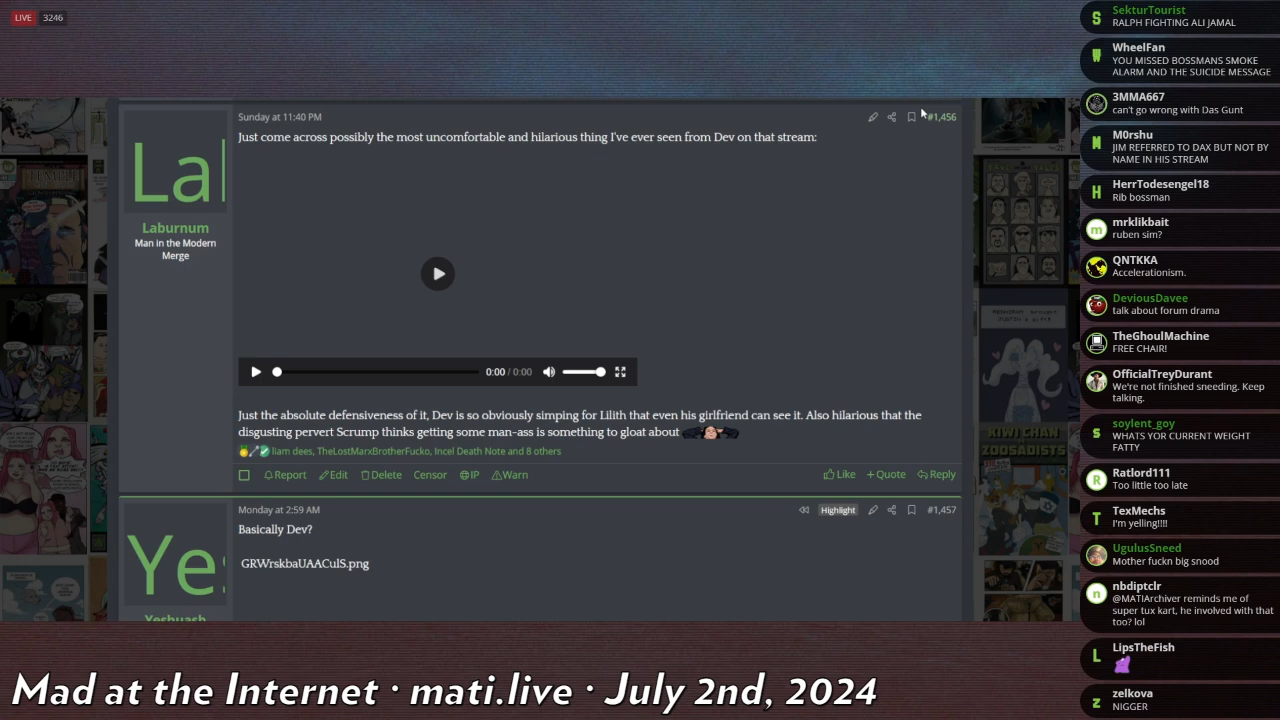 LIVE 3246
Sunday at 11:40 PM
#1,456
La
Laburnum
Man in the Modern
Merge
Just come across possibly the most uncomfortable and hilarious thing I've ever seen from Dev on that stream:
0:00 / 0:00
Just the absolute defensiveness of it, Dev is so obviously simping for Lilith that even his girlfriend can see it. Also hilarious that the
disgusting pervert Scrump thinks getting some man-ass is something to gloat about
liam dees, TheLostMarxBrotherFucko, Incel Death Note and 8 others
Report Edit Delete Censor IP Warn
Like + Quote Reply
Monday at 2:59 AM
Highlight #1,457
Yes
Yeshuash
Basically Dev?
GRWrskbaUAACulS.png
KIWI CHAN
ZOOSADISTS
Mad at the Internet · mati.live · July 2nd, 2024
S
SekturTourist
RALPH FIGHTING ALI JAMAL
W
WheelFan
YOU MISSED BOSSMANS SMOKE
ALARM AND THE SUICIDE MESSAGE
3MMA667
can't go wrong with Das Gunt
M
M0rshu
JIM REFERRED TO DAX BUT NOT BY
NAME IN HIS STREAM
H
HerrTodesengel18
Rib bossman
m
mrklikbait
ruben sim?
QNTKKA
Accelerationism.
DeviousDavee
talk about forum drama
TheGhoulMachine
FREE CHAIR!
OfficialTreyDurant
We're not finished sneeding. Keep
talking.
s
soylent_goy
WHATS YOR CURRENT WEIGHT
FATTY
R
Ratlord111
Too little too late
T
TexMechs
I'm yelling!!!!
UgulusSneed
Mother fuckn big snood
n
nbdiptclr
@MATIArchiver reminds me of
super tux kart, he involved with that
too? lol
L
LipsTheFish
z
zelkova
NIGGER